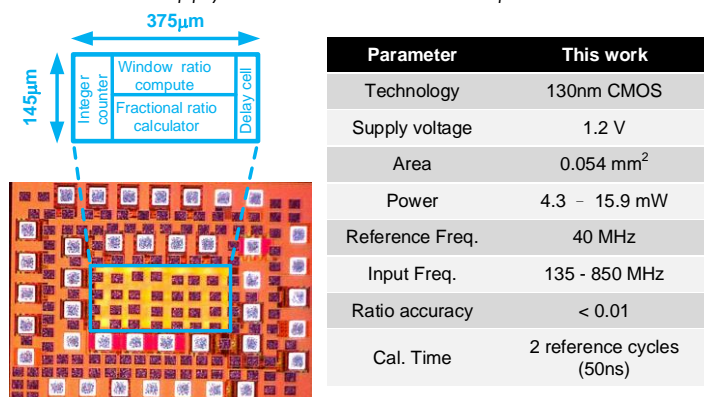 375µm
145µm
Integer
counter
Window ratio
compute
Fractional ratio
calculator
Delay cell
Parameter This work
Technology 130nm CMOS
Supply voltage 1.2 V
Area 0.054 mm²
Power 4.3 – 15.9 mW
Reference Freq. 40 MHz
Input Freq. 135 - 850 MHz
Ratio accuracy < 0.01
Cal. Time 2 reference cycles
(50ns)